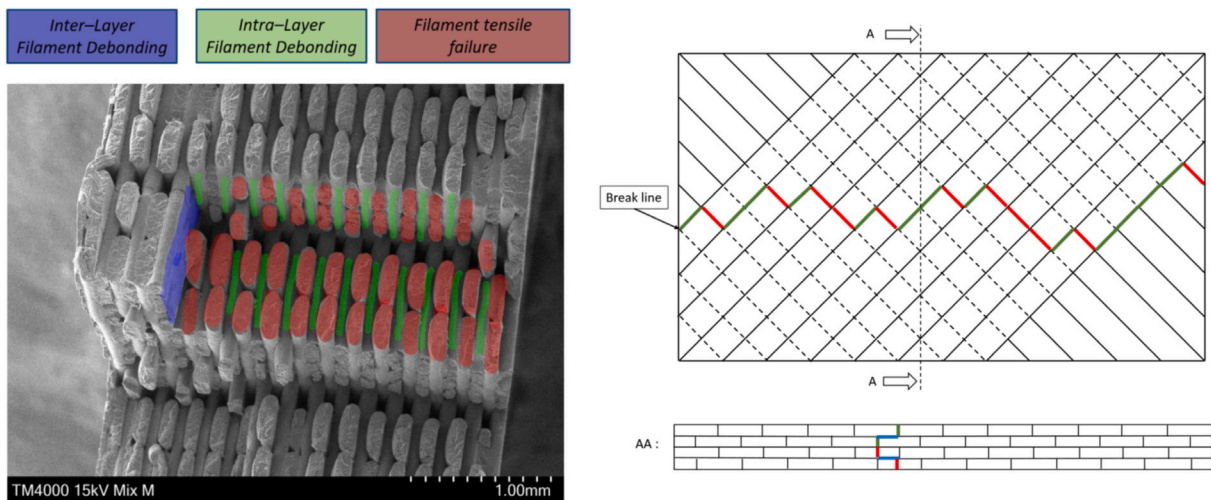 Inter–Layer
Filament Debonding
Intra–Layer
Filament Debonding
Filament tensile
failure
TM4000 15kV Mix M
1.00mm
A
Break line
A
AA :